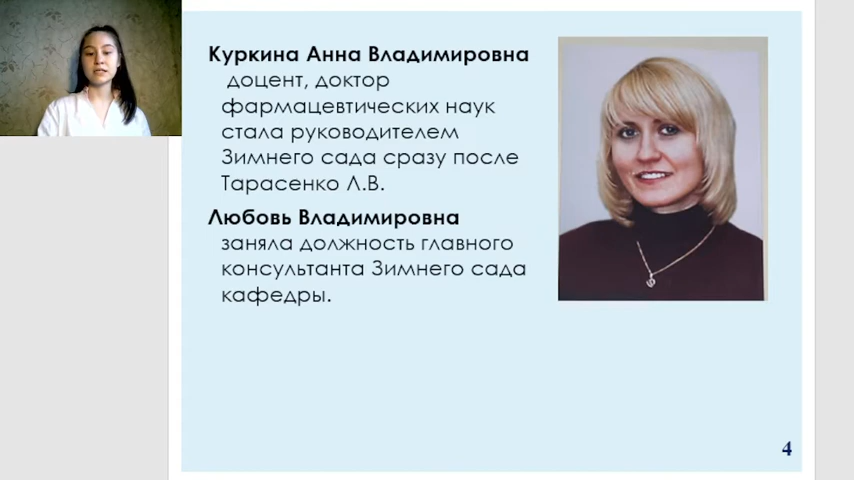 Куркина Анна Владимировна
доцент, доктор
фармацевтических наук
стала руководителем
Зимнего сада сразу после
Тарасенко Л.В.
Любовь Владимировна
заняла должность главного
консультанта Зимнего сада
кафедры.
4